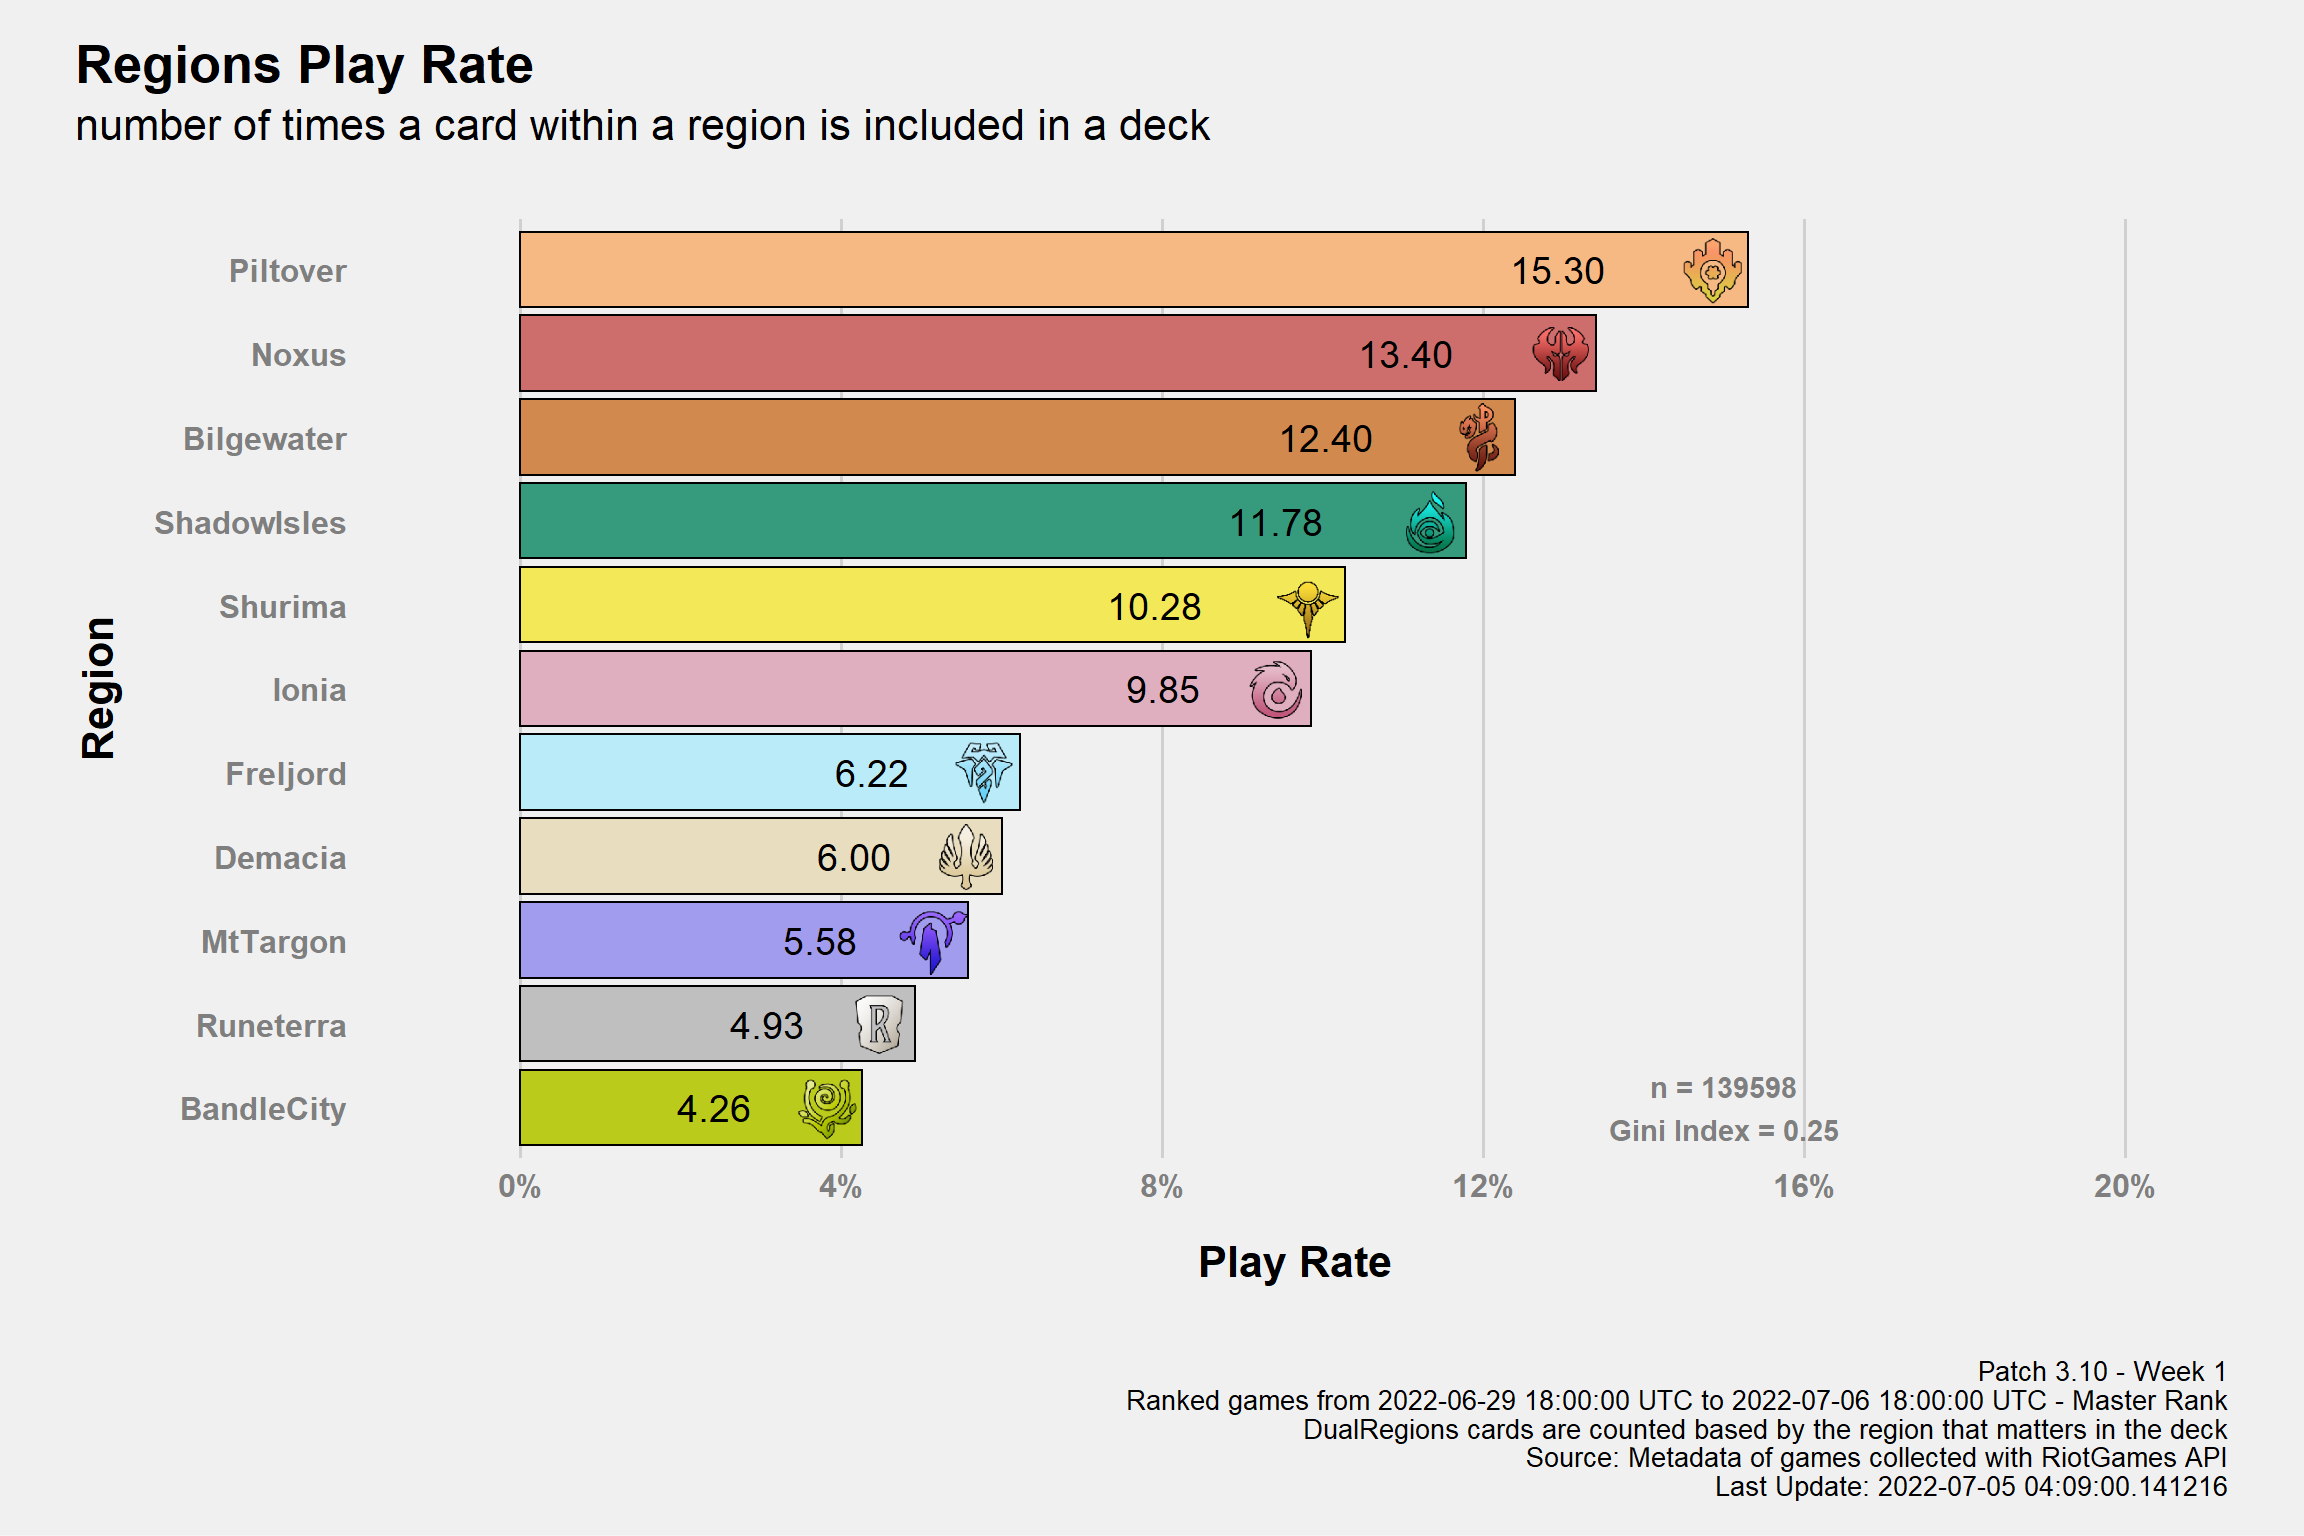 Regions Play Rate
number of times a card within a region is included in a deck
Region
Piltover 15.30
Noxus 13.40
Bilgewater 12.40
ShadowIsles 11.78
Shurima 10.28
Ionia 9.85
Freljord 6.22
Demacia 6.00
MtTargon 5.58
Runeterra 4.93 R
BandleCity 4.26
n = 139598
Gini Index = 0.25
0% 4% 8% 12% 16% 20%
Play Rate
Patch 3.10 - Week 1
Ranked games from 2022-06-29 18:00:00 UTC to 2022-07-06 18:00:00 UTC - Master Rank
DualRegions cards are counted based by the region that matters in the deck
Source: Metadata of games collected with RiotGames API
Last Update: 2022-07-05 04:09:00.141216